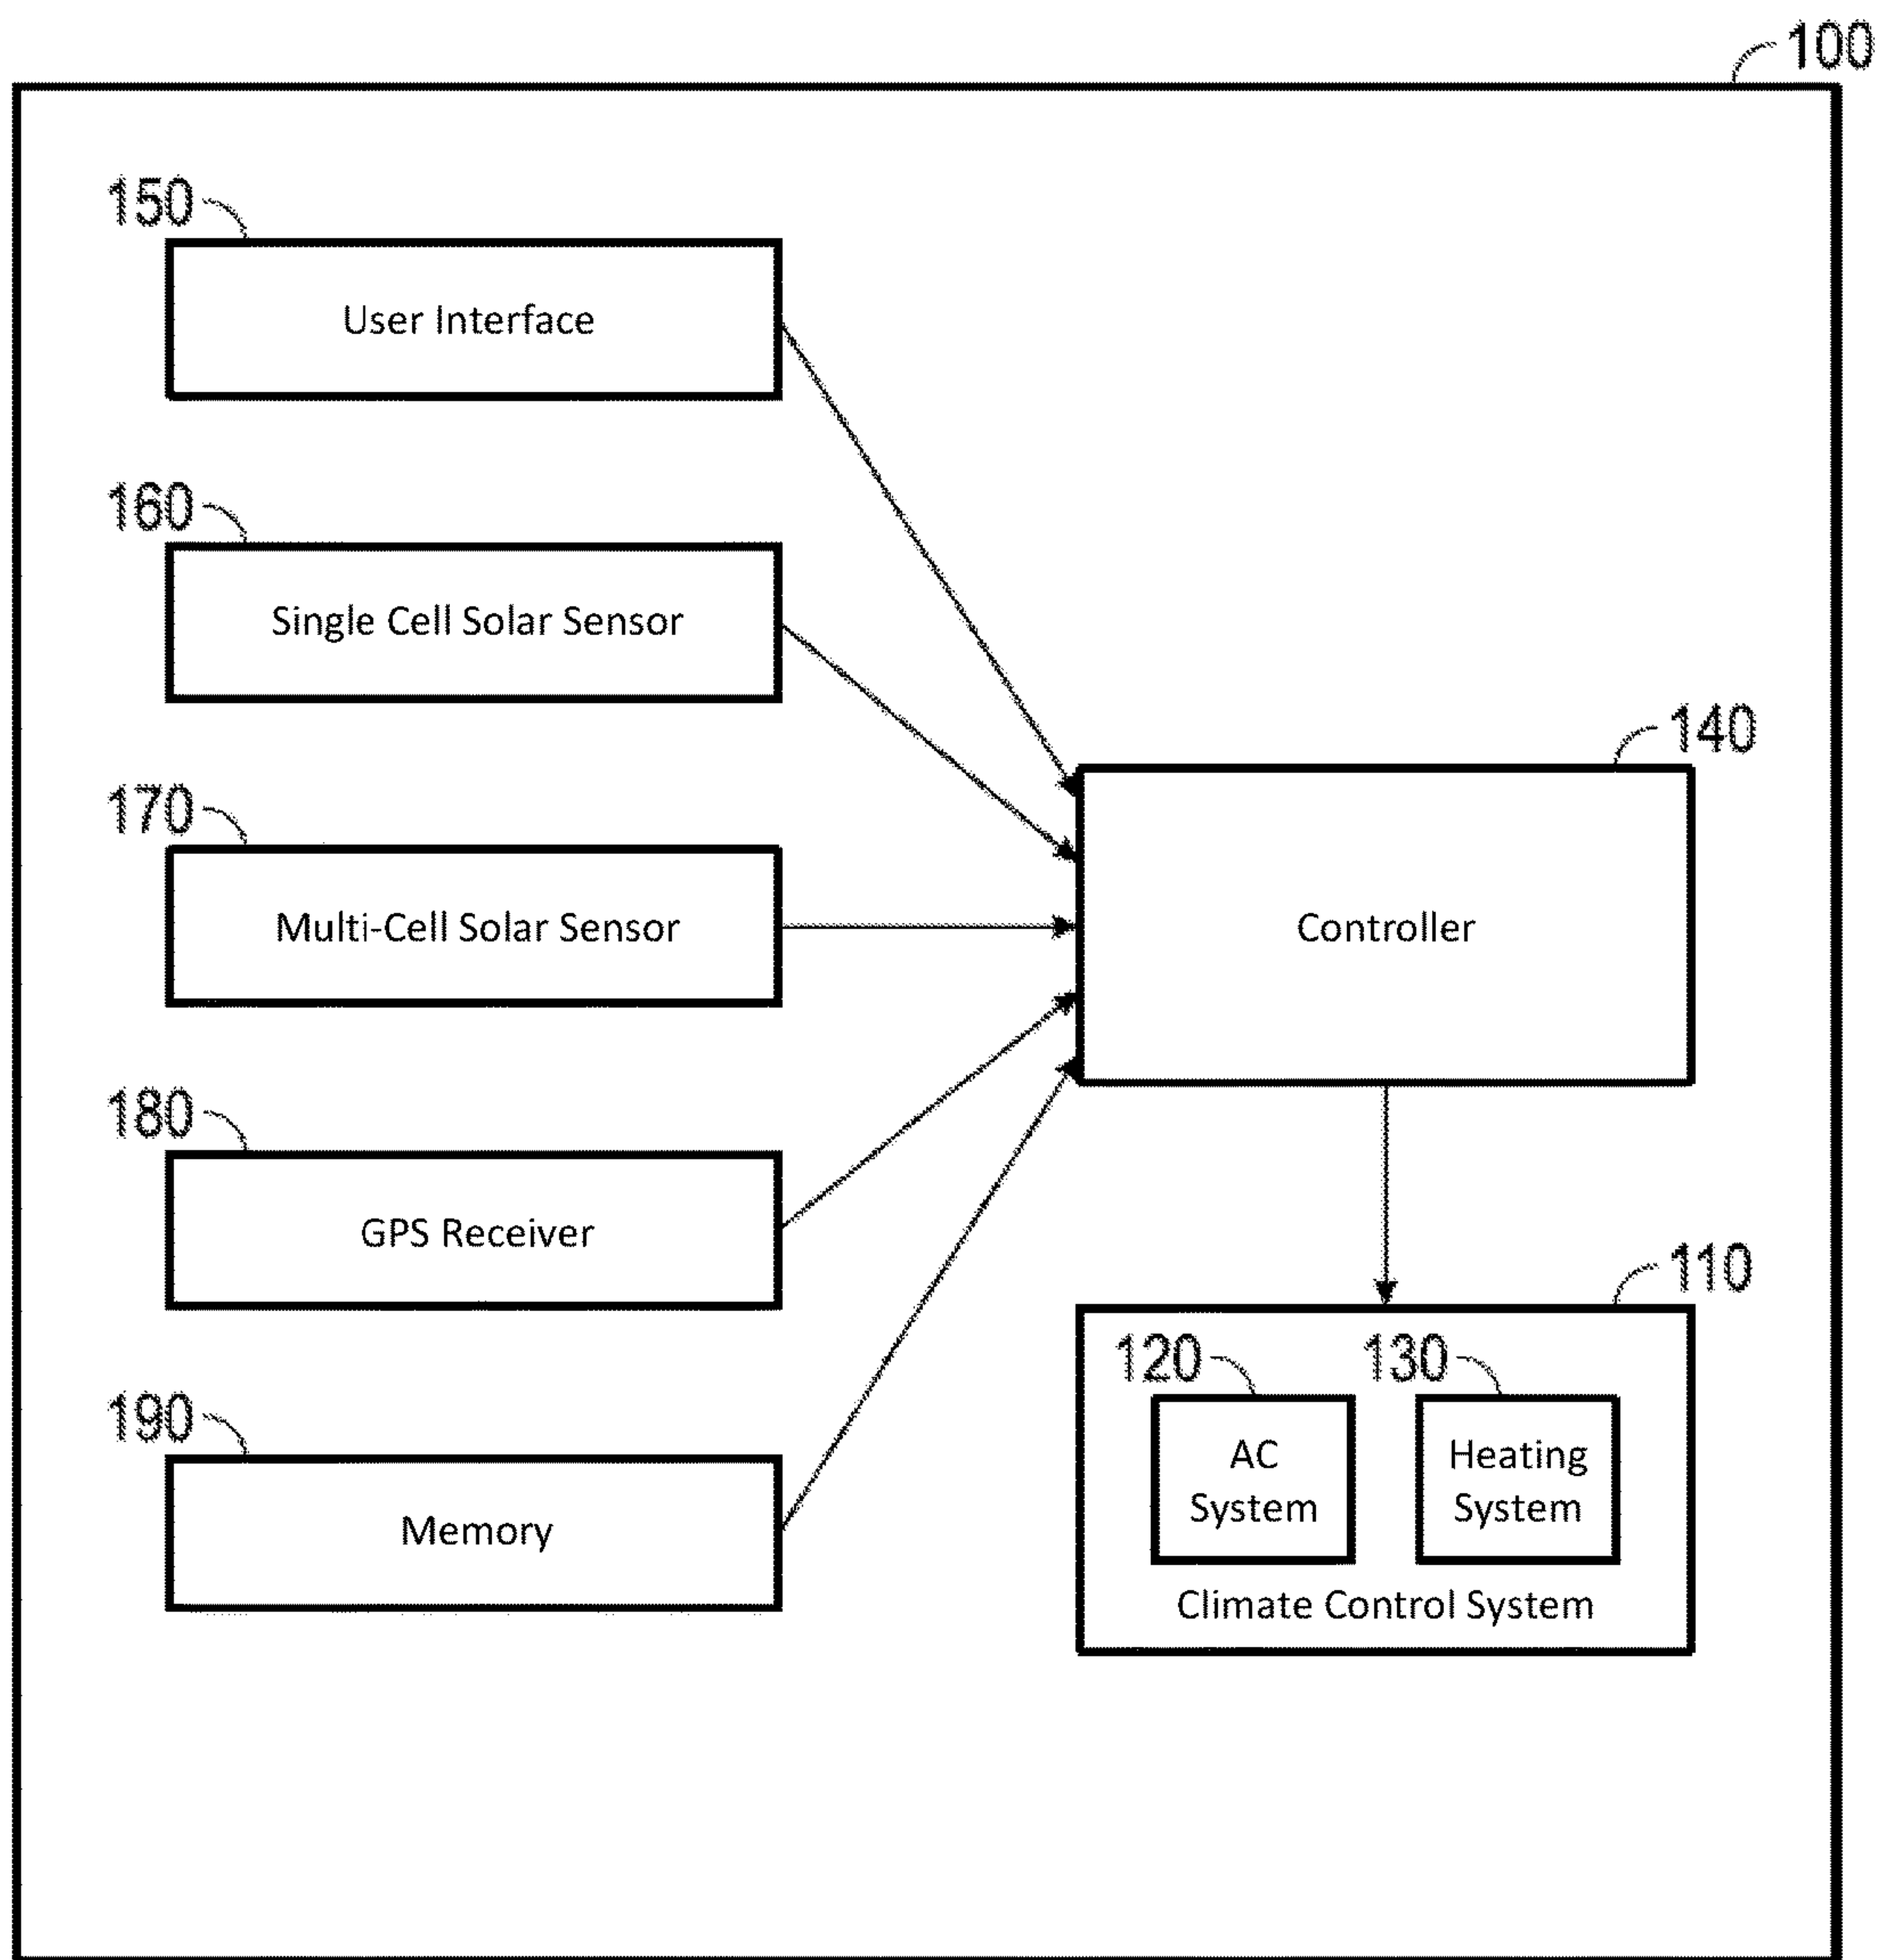 100
150
User Interface
160
Single Cell Solar Sensor
170
Multi-Cell Solar Sensor
180
GPS Receiver
190
Memory
140
Controller
110
120
130
AC
System
Heating
System
Climate Control System